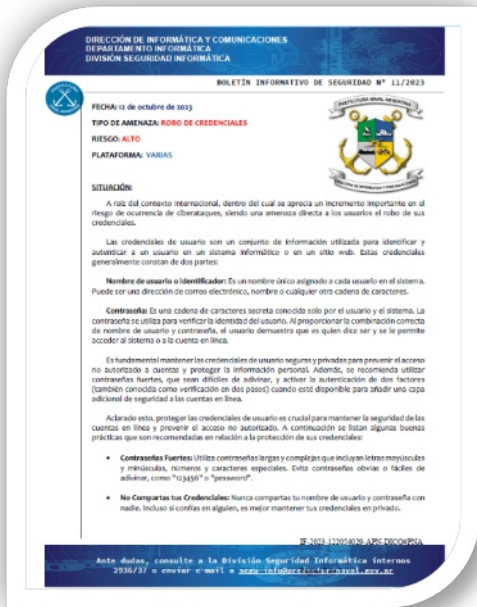 DIRECCIÓN DE INFORMÁTICA Y COMUNICACIONES
DEPARTAMENTO INFORMÁTICA
DIVISIÓN SEGURIDAD INFORMÁTICA
BOLETÍN INFORMATIVO DE SEGURIDAD Nº 11/2023
FECHA: 12 de octubre de 2023
TIPO DE AMENAZA: ROBO DE CREDENCIALES
RIESGO: ALTO
PLATAFORMA: VARIAS
PREFECTURA NAVAL ARGENTINA
SITUACIÓN:
A raíz del contexto internacional, dentro del cual se aprecia un incremento importante en el
riesgo de ocurrencia de ciberataques, siendo una amenaza directa a los usuarios el robo de sus
credenciales.
Las credenciales de usuario son un conjunto de información utilizada para identificar y
autenticar a un usuario en un sistema informático o en un sitio web. Estas credenciales
generalmente constan de dos partes:
Nombre de usuario o identificador: Es un nombre único asignado a cada usuario en el sistema.
Puede ser una dirección de correo electrónico, nombre o cualquier otra cadena de caracteres.
Contraseña: Es una cadena de caracteres secreta conocida solo por el usuario y el sistema. La
contraseña se utiliza para verificar la identidad del usuario. Al proporcionar la combinación correcta
de nombre de usuario y contraseña, el usuario demuestra que es quien dice ser y se le permite
acceder al sistema o a la cuenta en línea.
Es fundamental mantener las credenciales de usuario seguras y privadas para prevenir el acceso
no autorizado a cuentas y proteger la información personal. Además, se recomienda utilizar
contraseñas fuertes, que sean difíciles de adivinar, y activar la autenticación de dos factores
(también conocida como verificación en dos pasos) cuando esté disponible para añadir una capa
adicional de seguridad a las cuentas en línea.
Aclarado esto, proteger las credenciales de usuario es crucial para mantener la seguridad de las
cuentas en línea y prevenir el acceso no autorizado. A continuación se listan algunas buenas
prácticas que son recomendadas en relación a la protección de sus credenciales:
• Contraseñas Fuertes: Utiliza contraseñas largas y complejas que incluyan letras mayúsculas
y minúsculas, números y caracteres especiales. Evita contraseñas obvias o fáciles de
adivinar, como "123456" o "password".
• No Compartas tus Credenciales: Nunca compartas tu nombre de usuario y contraseña con
nadie. Incluso si confías en alguien, es mejor mantener tus credenciales en privado.
IF-2023-122054029-APN-DICO#PNA
Ante dudas, consulte a la División Seguridad Informática internos
2936/37 o enviar e-mail a